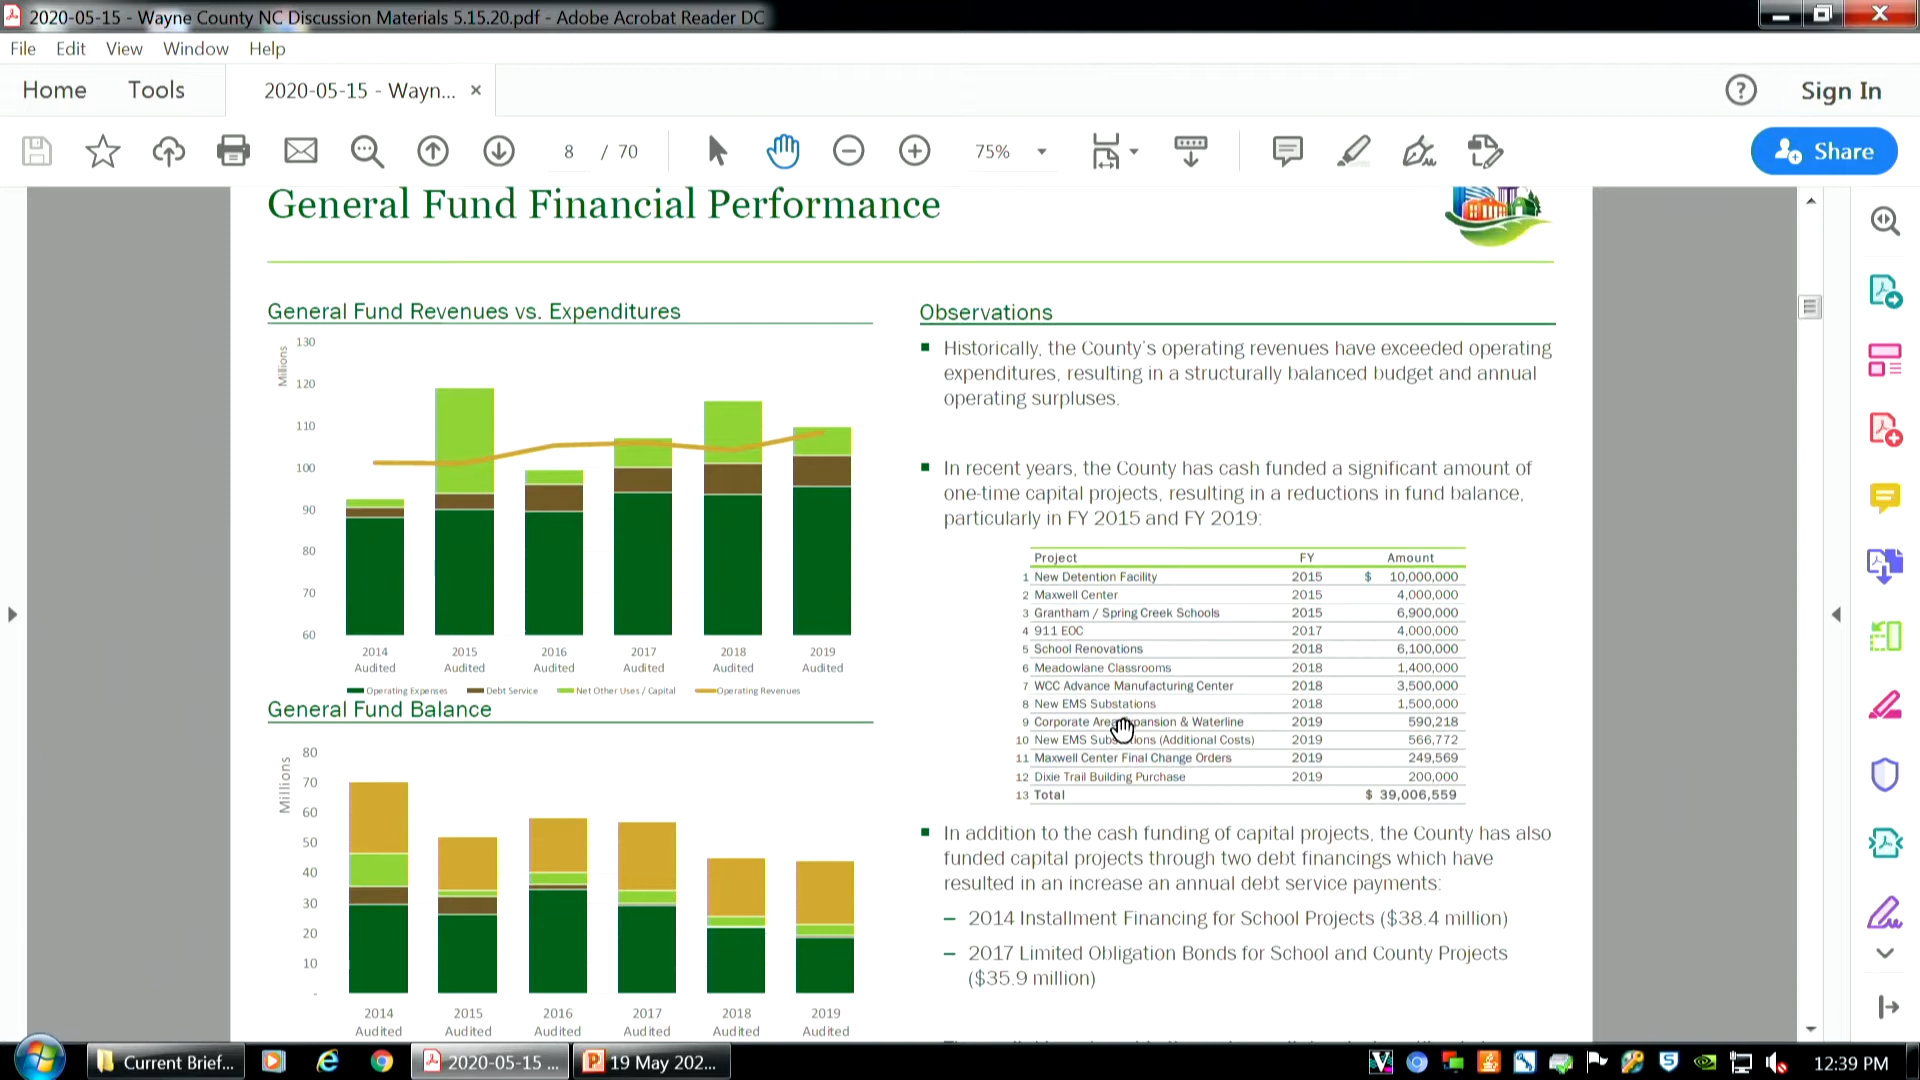 2020-05-15 - Wayne County NC Discussion Materials 5.15.20.pdf - Adobe Acrobat Reader DC
File Edit View Window Help
Home Tools 2020-05-15 - Wayn... × ? Sign In
8 / 70 75% Share
General Fund Financial Performance
General Fund Revenues vs. Expenditures
Millions
130
120
110
100
90
80
70
60
2014 2015 2016 2017 2018 2019
Audited Audited Audited Audited Audited Audited
Operating Expenses Debt Service Net Other Uses / Capital Operating Revenues
General Fund Balance
Millions
80
70
60
50
40
30
20
10
-
2014 2015 2016 2017 2018 2019
Audited Audited Audited Audited Audited Audited
Observations
■ Historically, the County's operating revenues have exceeded operating
expenditures, resulting in a structurally balanced budget and annual
operating surpluses.
■ In recent years, the County has cash funded a significant amount of
one-time capital projects, resulting in a reductions in fund balance,
particularly in FY 2015 and FY 2019:
Project FY Amount
1 New Detention Facility 2015 $ 10,000,000
2 Maxwell Center 2015 4,000,000
3 Grantham / Spring Creek Schools 2015 6,900,000
4 911 EOC 2017 4,000,000
5 School Renovations 2018 6,100,000
6 Meadowlane Classrooms 2018 1,400,000
7 WCC Advance Manufacturing Center 2018 3,500,000
8 New EMS Substations 2018 1,500,000
9 Corporate Area Expansion & Waterline 2019 590,218
10 New EMS Substations (Additional Costs) 2019 566,772
11 Maxwell Center Final Change Orders 2019 249,569
12 Dixie Trail Building Purchase 2019 200,000
13 Total $ 39,006,559
■ In addition to the cash funding of capital projects, the County has also
funded capital projects through two debt financings which have
resulted in an increase an annual debt service payments:
– 2014 Installment Financing for School Projects ($38.4 million)
– 2017 Limited Obligation Bonds for School and County Projects
($35.9 million)
Current Brief... 2020-05-15 ... 19 May 202... 12:39 PM